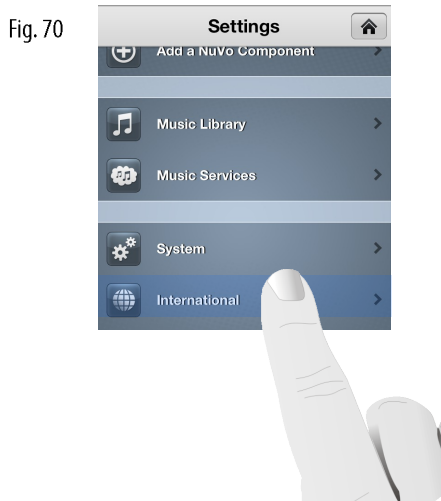 Fig. 70
Settings
Add a NuVo Component
Music Library
Music Services
System
International